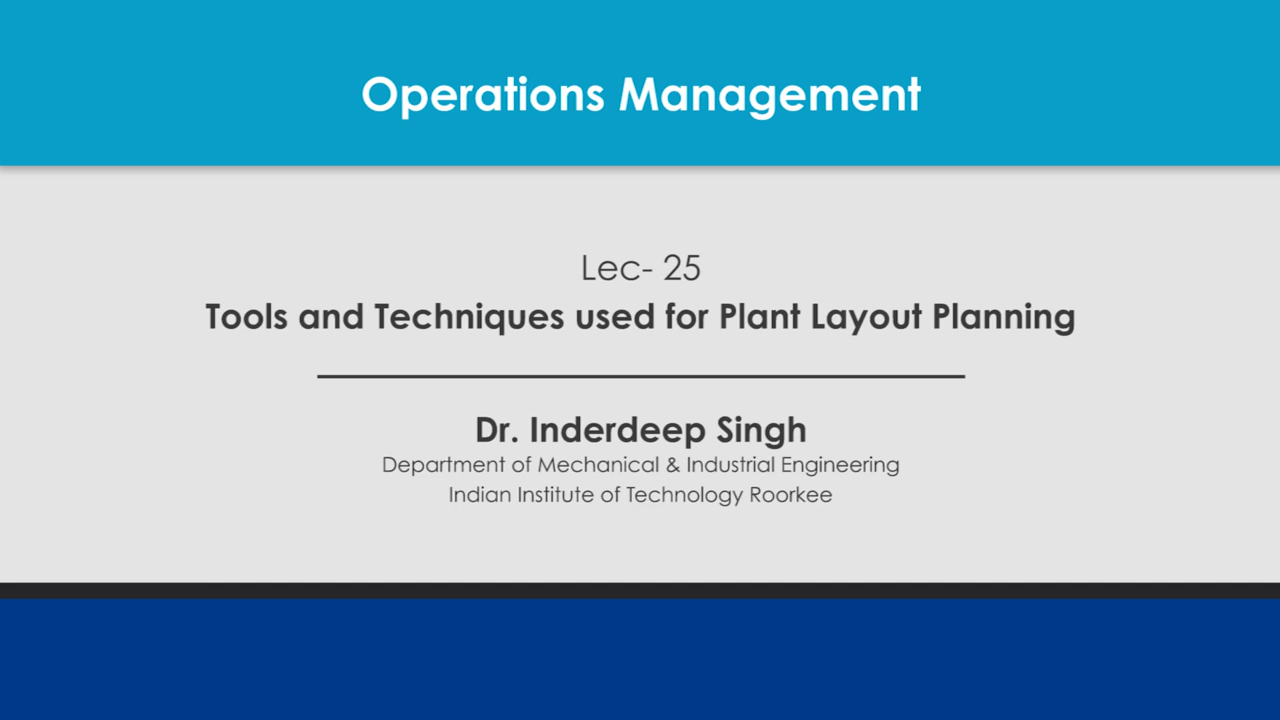 Operations Management
Lec- 25
Tools and Techniques used for Plant Layout Planning
Dr. Inderdeep Singh
Department of Mechanical & Industrial Engineering
Indian Institute of Technology Roorkee